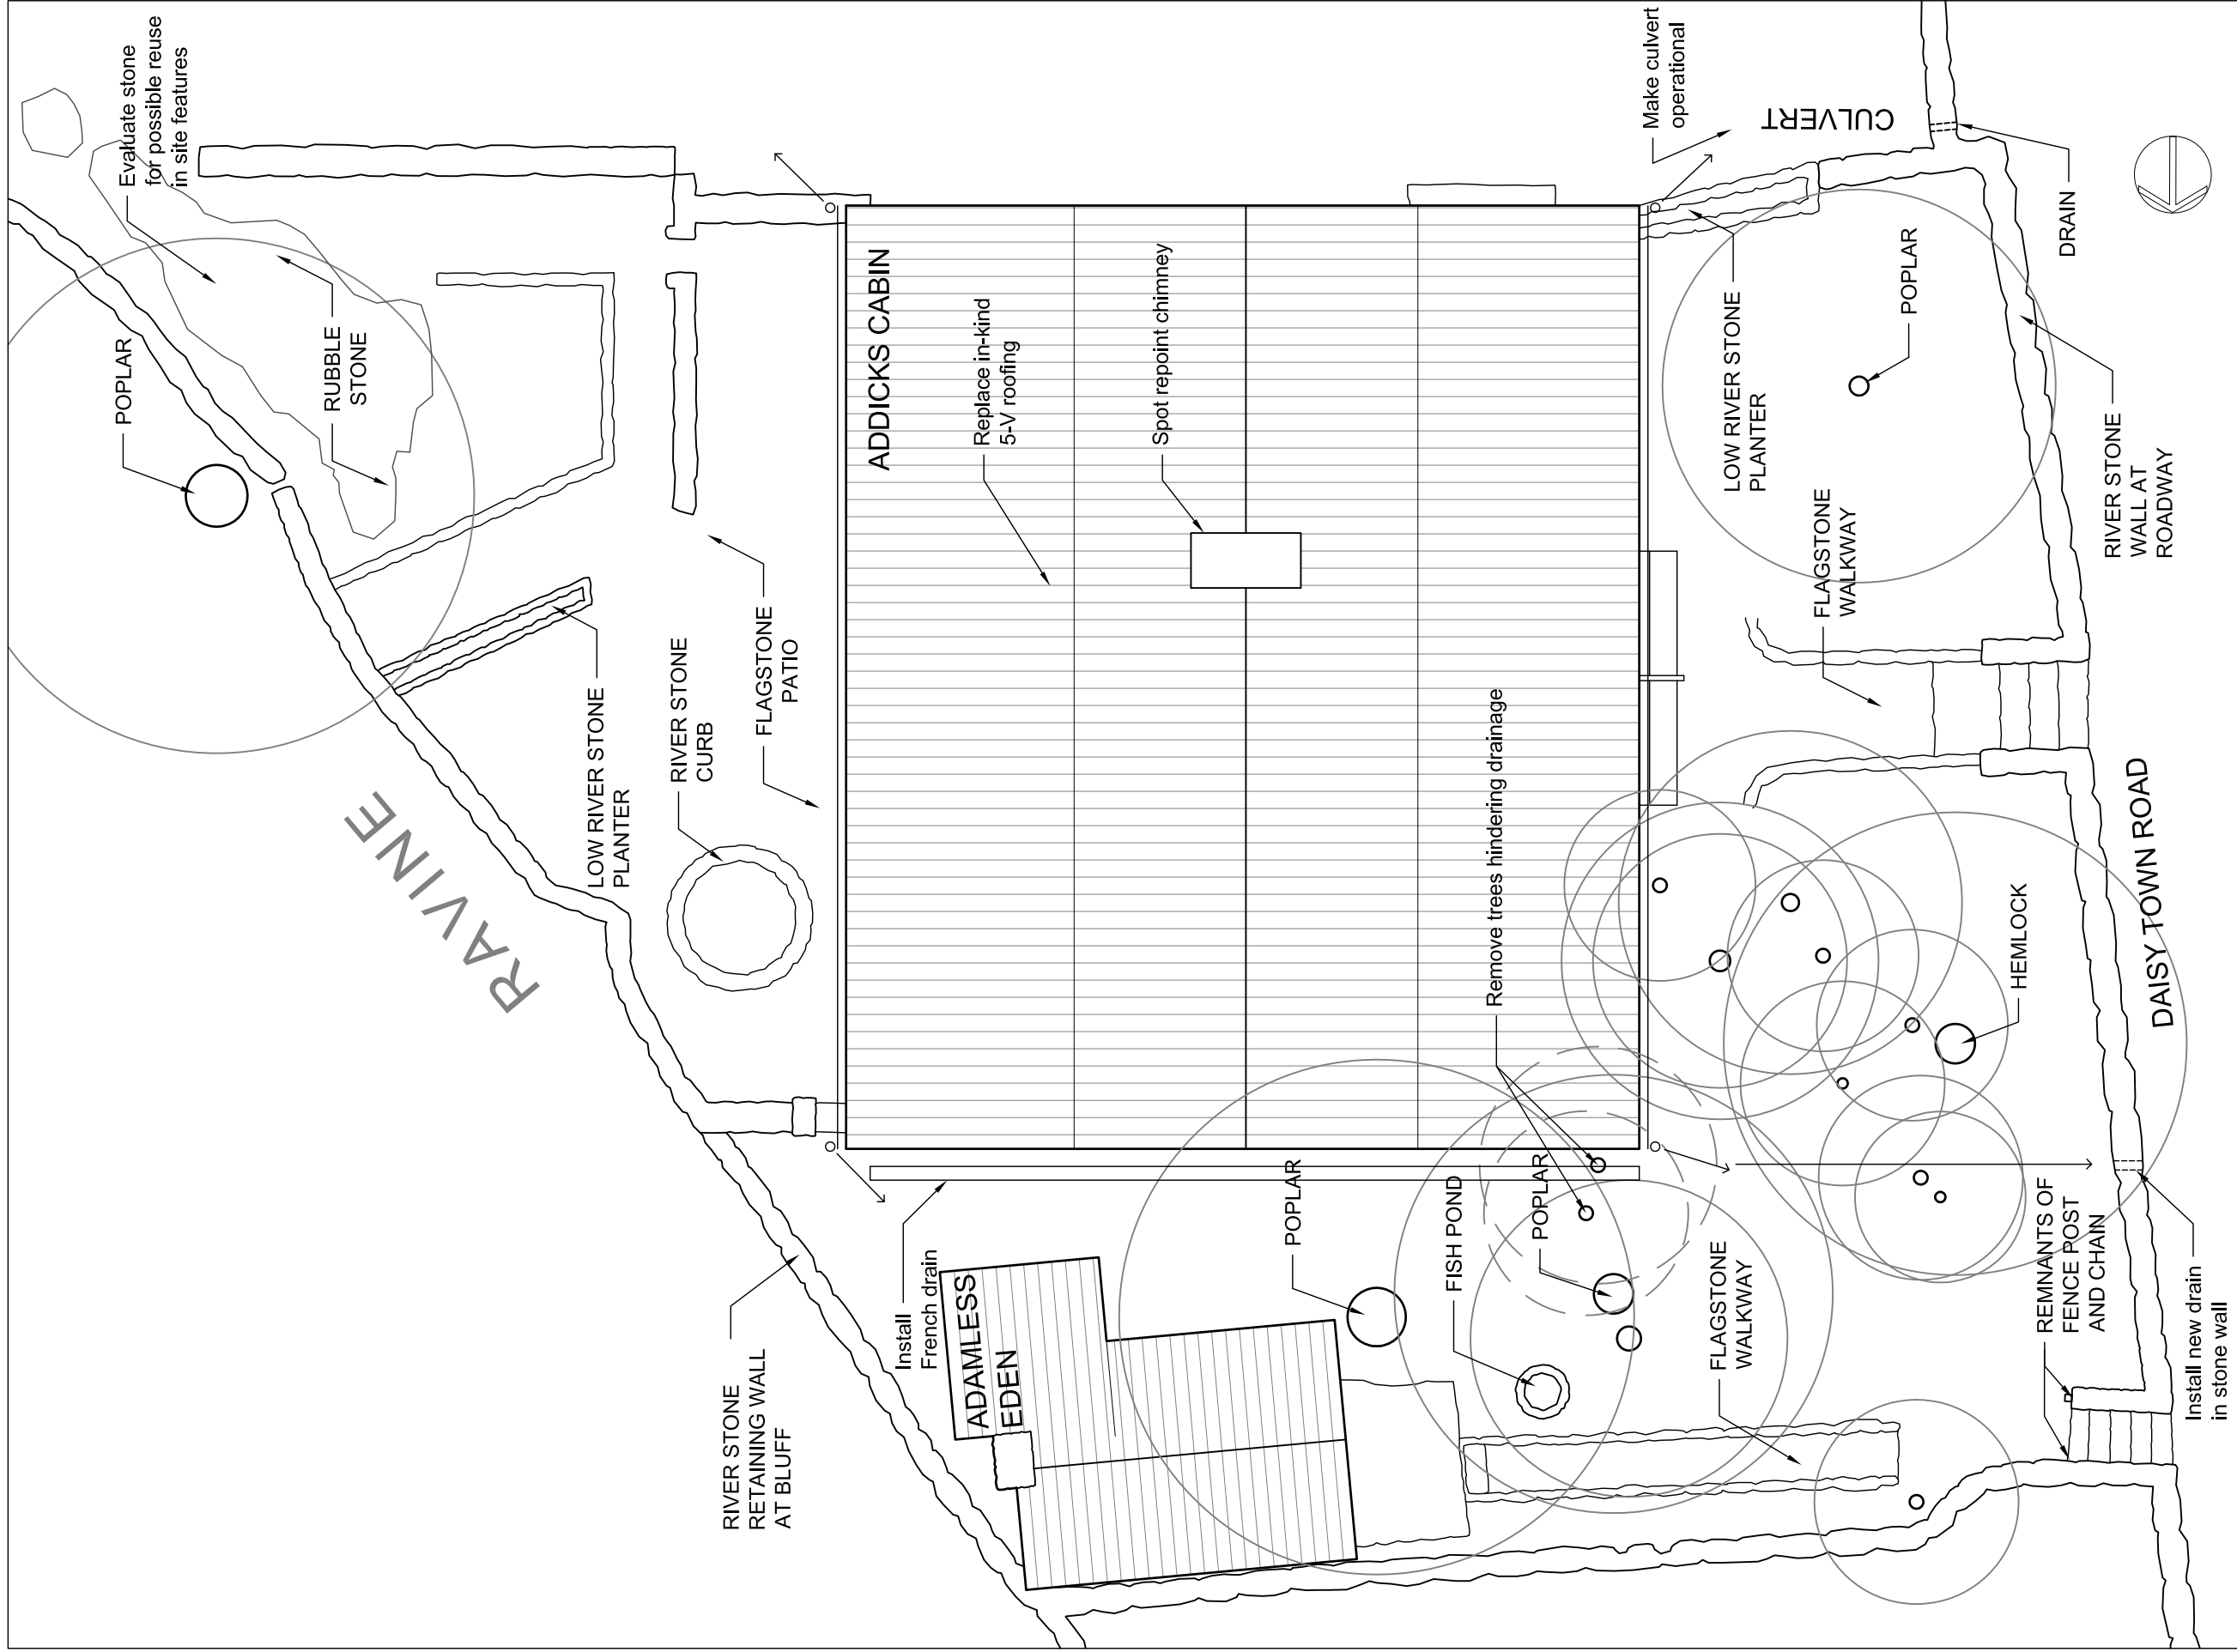 Evaluate stone
for possible reuse
in site features
POPLAR
RUBBLE
STONE
RAVINE
LOW RIVER STONE
PLANTER
RIVER STONE
CURB
FLAGSTONE
PATIO
RIVER STONE
RETAINING WALL
AT BLUFF
ADDICKS CABIN
Replace in-kind
5-V roofing
Spot repoint chimney
Install
French drain
ADAMLESS
EDEN
POPLAR
FISH POND
Remove trees hindering drainage
POPLAR
Make culvert
operational
CULVERT
LOW RIVER STONE
PLANTER
POPLAR
DRAIN
FLAGSTONE
WALKWAY
RIVER STONE
WALL AT
ROADWAY
FLAGSTONE
WALKWAY
HEMLOCK
DAISY TOWN ROAD
REMNANTS OF
FENCE POST
AND CHAIN
Install new drain
in stone wall